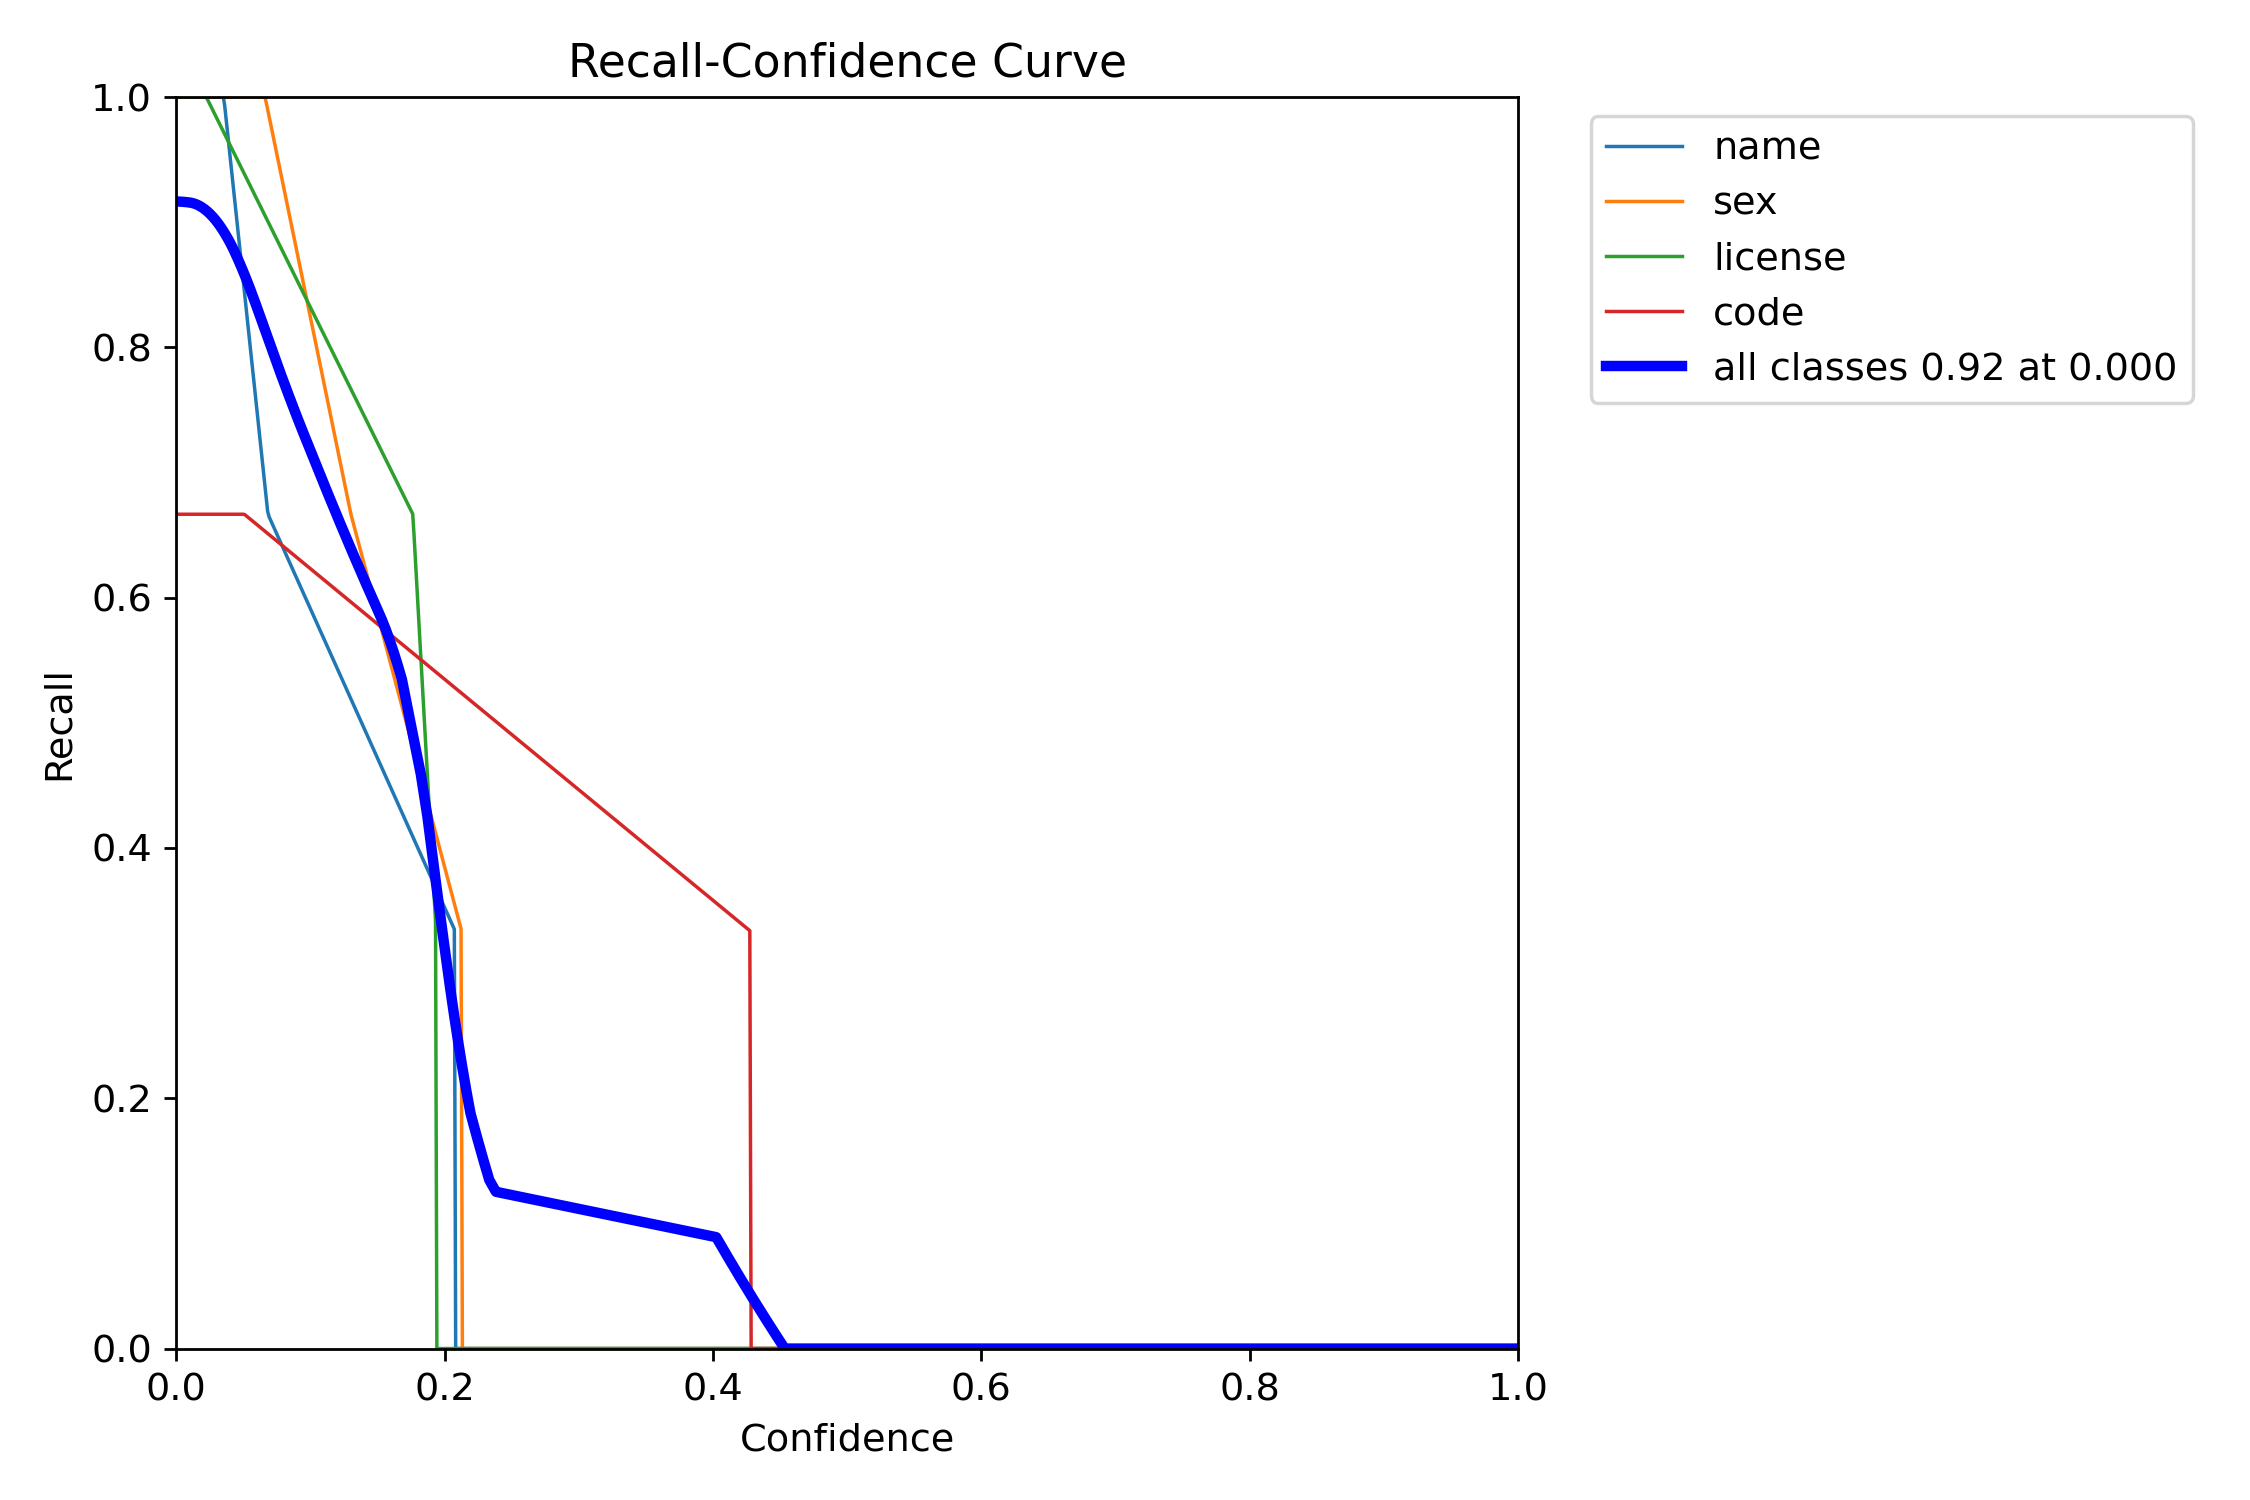 Recall-Confidence Curve
1.0
0.8
0.6
0.4
0.2
0.0
Recall
0.0 0.2 0.4 0.6 0.8 1.0
Confidence
name
sex
license
code
all classes 0.92 at 0.000